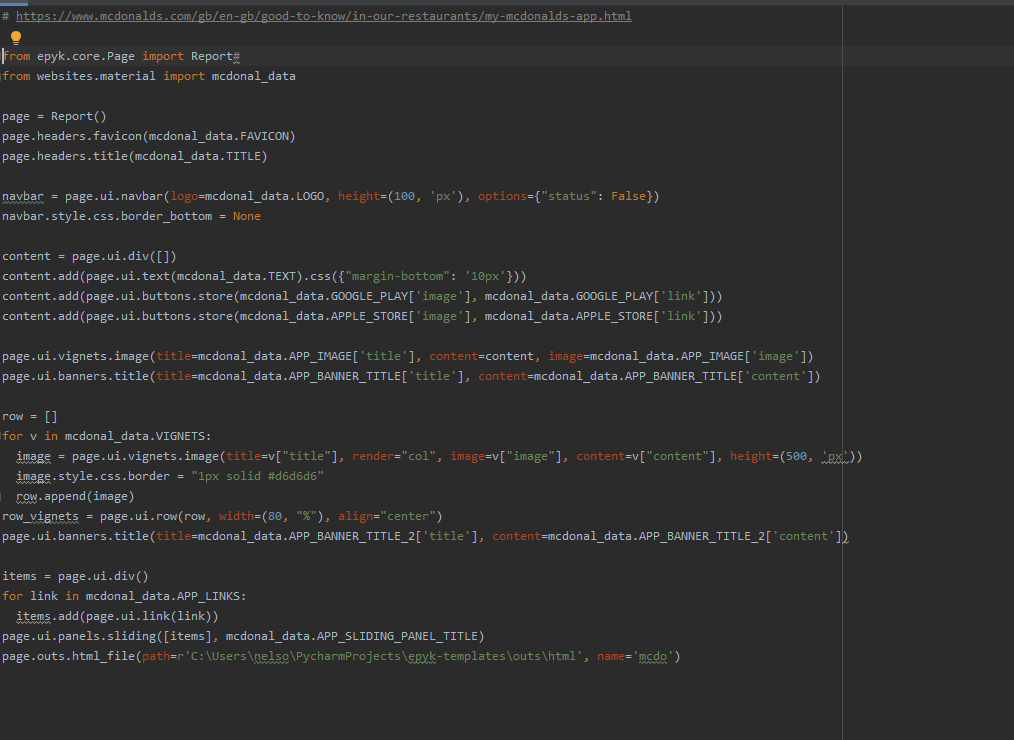 # https://www.mcdonalds.com/gb/en-gb/good-to-know/in-our-restaurants/my-mcdonalds-app.html
from epyk.core.Page import Report#
from websites.material import mcdonal_data
page = Report()
page.headers.favicon(mcdonal_data.FAVICON)
page.headers.title(mcdonal_data.TITLE)
navbar = page.ui.navbar(logo=mcdonal_data.LOGO, height=(100, 'px'), options={"status": False})
navbar.style.css.border_bottom = None
content = page.ui.div([])
content.add(page.ui.text(mcdonal_data.TEXT).css({"margin-bottom": '10px'}))
content.add(page.ui.buttons.store(mcdonal_data.GOOGLE_PLAY['image'], mcdonal_data.GOOGLE_PLAY['link']))
content.add(page.ui.buttons.store(mcdonal_data.APPLE_STORE['image'], mcdonal_data.APPLE_STORE['link']))
page.ui.vignets.image(title=mcdonal_data.APP_IMAGE['title'], content=content, image=mcdonal_data.APP_IMAGE['image'])
page.ui.banners.title(title=mcdonal_data.APP_BANNER_TITLE['title'], content=mcdonal_data.APP_BANNER_TITLE['content'])
row = []
for v in mcdonal_data.VIGNETS:
  image = page.ui.vignets.image(title=v["title"], render="col", image=v["image"], content=v["content"], height=(500, 'px'))
  image.style.css.border = "1px solid #d6d6d6"
  row.append(image)
row_vignets = page.ui.row(row, width=(80, "%"), align="center")
page.ui.banners.title(title=mcdonal_data.APP_BANNER_TITLE_2['title'], content=mcdonal_data.APP_BANNER_TITLE_2['content'])
items = page.ui.div()
for link in mcdonal_data.APP_LINKS:
  items.add(page.ui.link(link))
page.ui.panels.sliding([items], mcdonal_data.APP_SLIDING_PANEL_TITLE)
page.outs.html_file(path=r'C:\Users\nelso\PycharmProjects\epyk-templates\outs\html', name='mcdo')